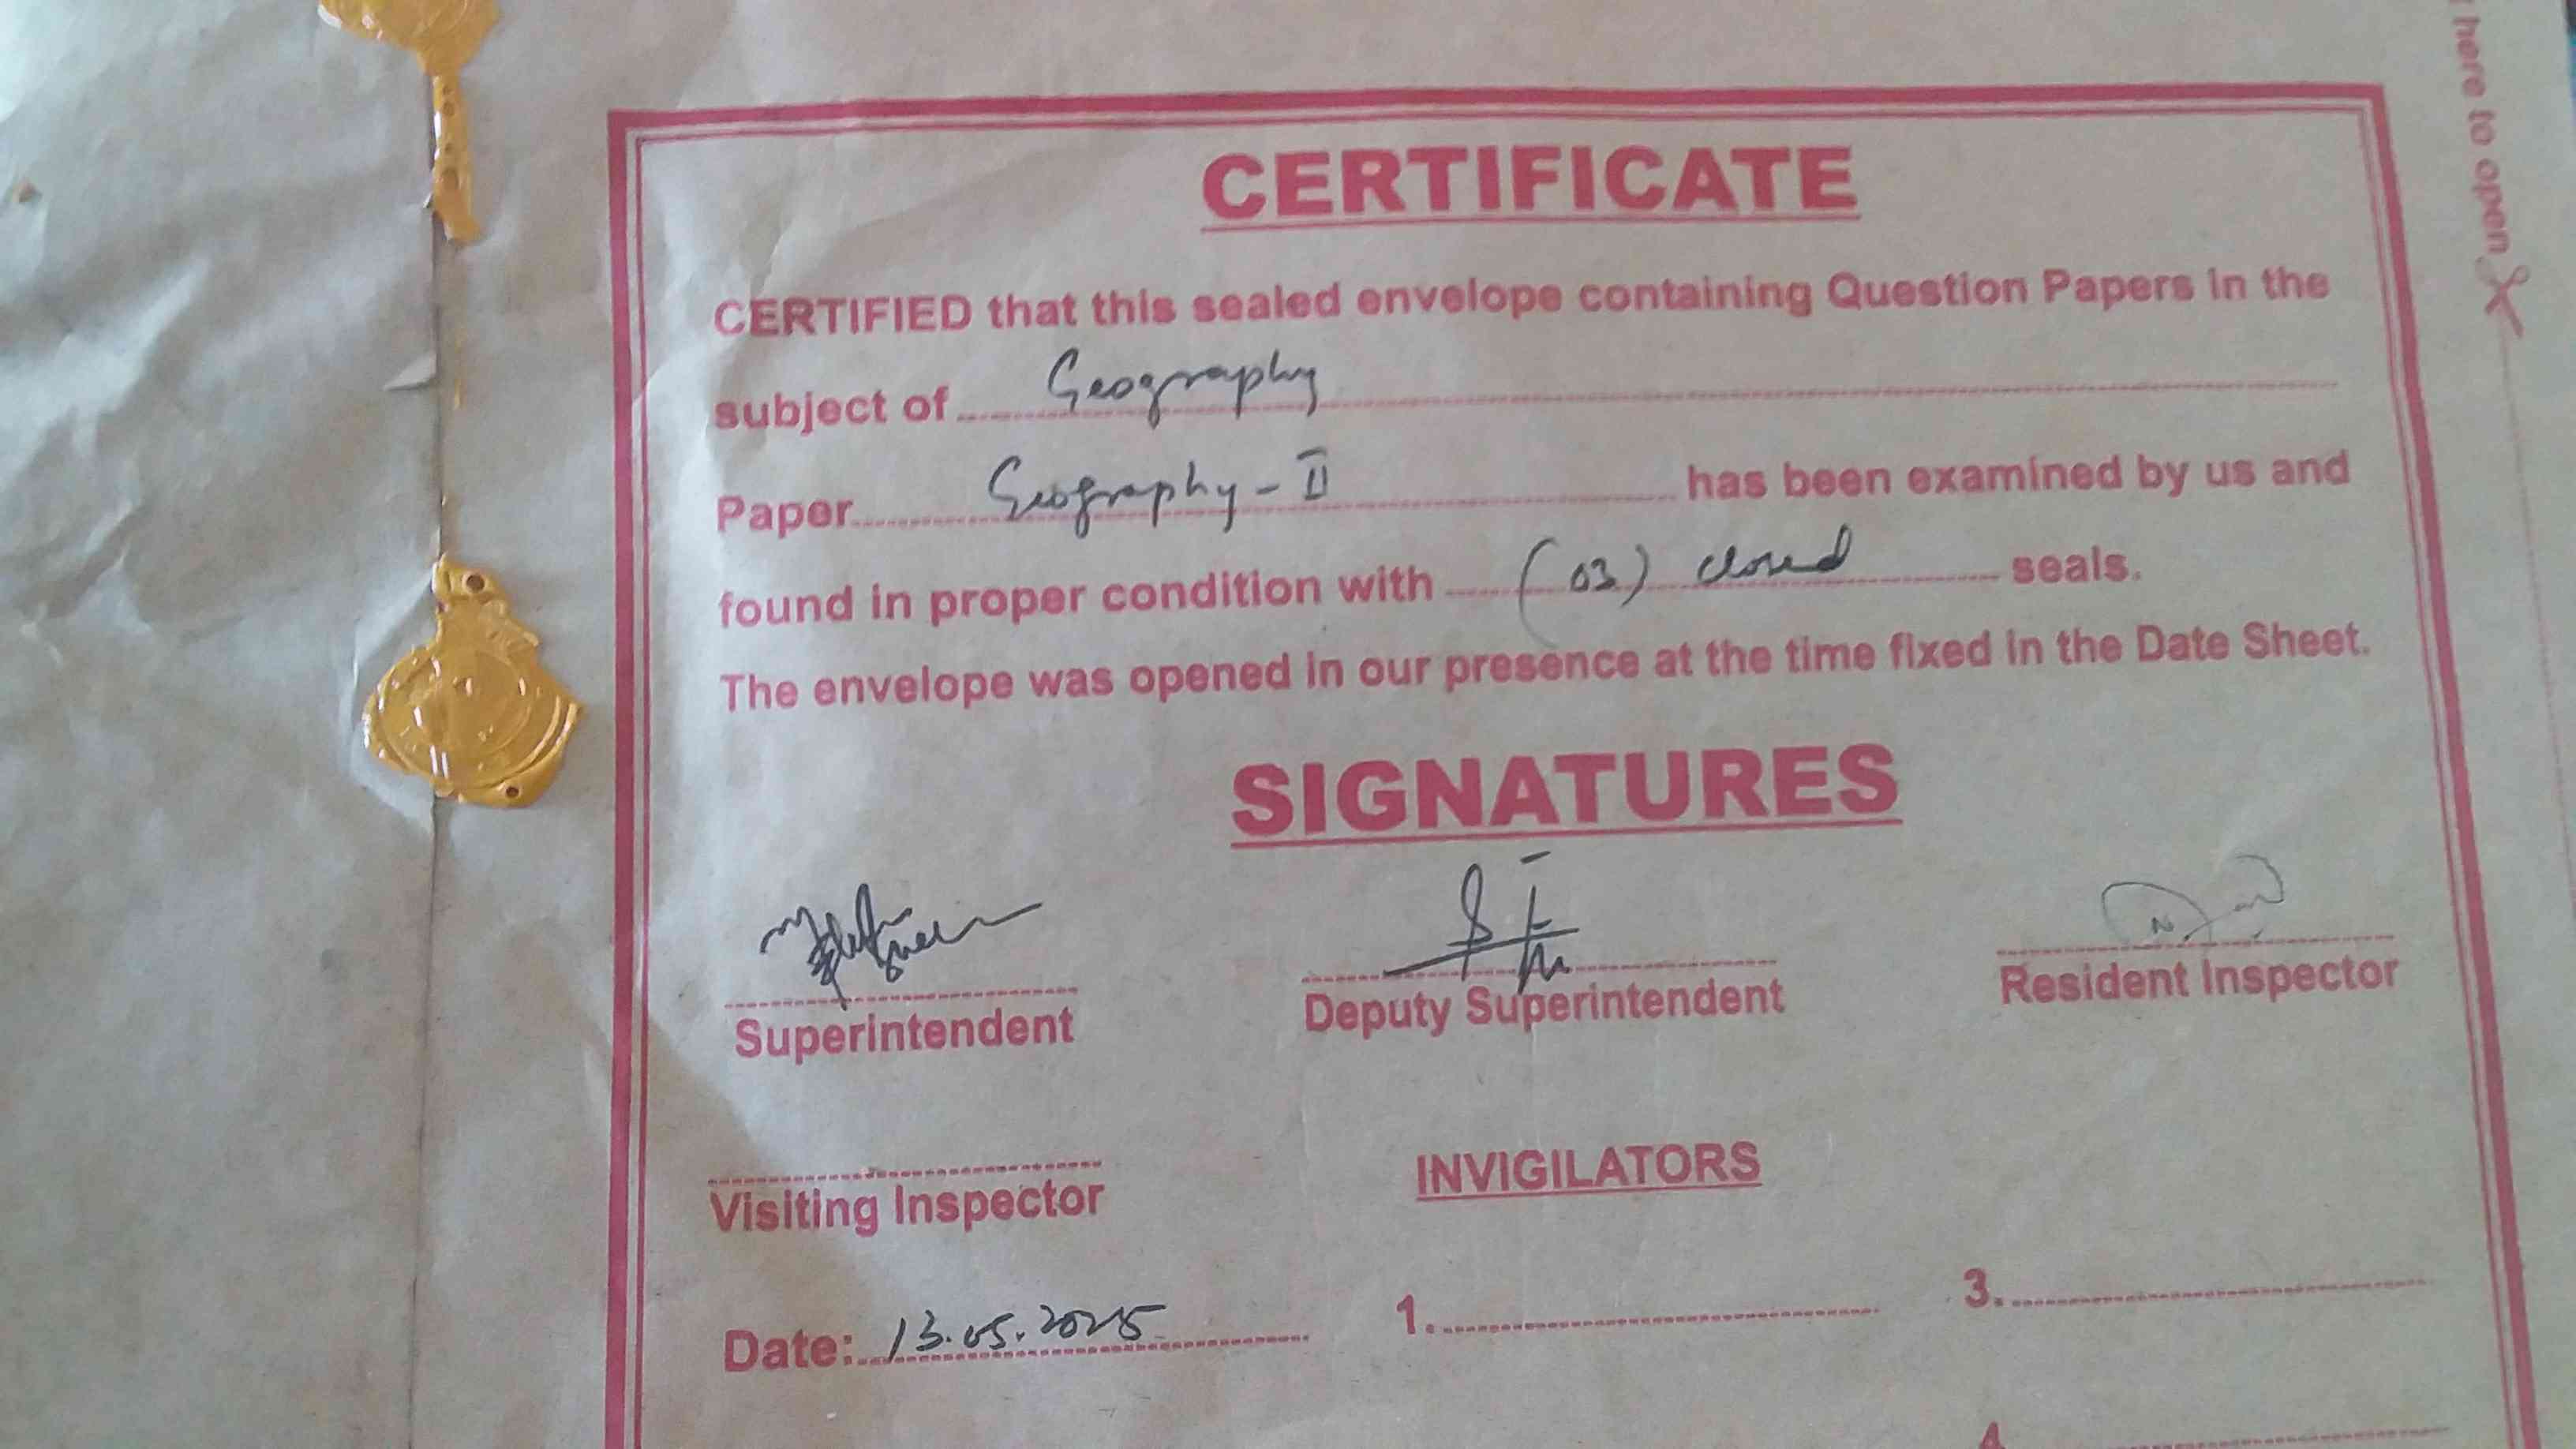 here to open
CERTIFICATE
CERTIFIED that this sealed envelope containing Question Papers in the
subject of Geography
Paper Geography - II has been examined by us and
found in proper condition with (03) closed seals.
The envelope was opened in our presence at the time fixed in the Date Sheet.
SIGNATURES
Superintendent Deputy Superintendent Resident Inspector
Visiting Inspector INVIGILATORS
Date: 13.05.2025 1. 3.
4